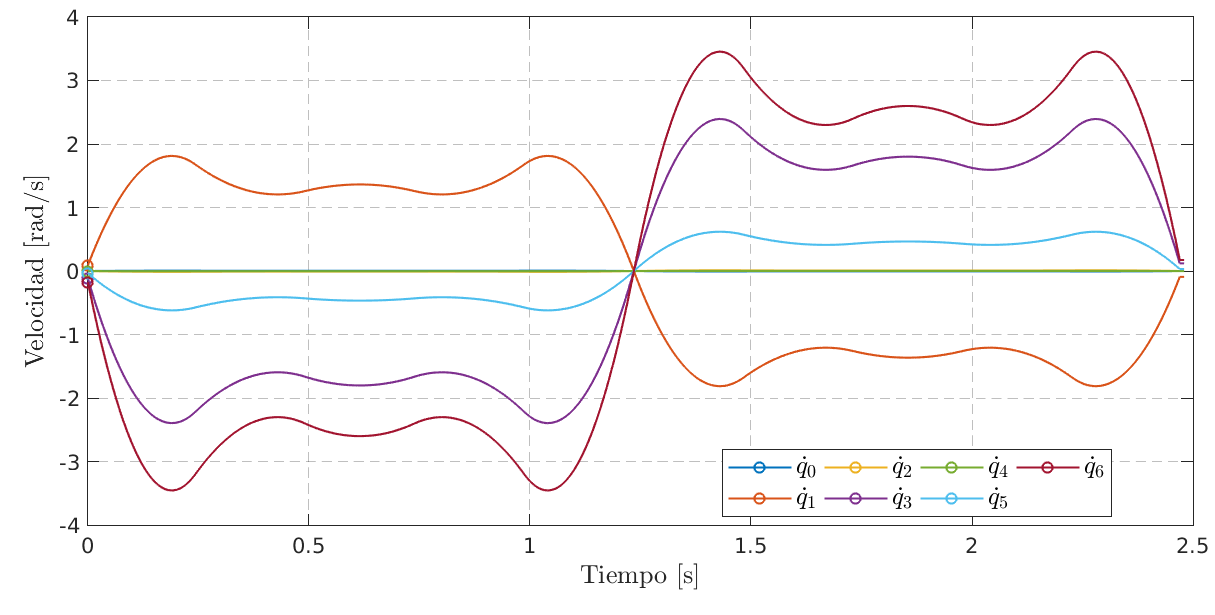 4
3
2
1
0
-1
-2
-3
-4
Velocidad [rad/s]
0 0.5 1 1.5 2 2.5
Tiempo [s]
q̇₀ q̇₂ q̇₄ q̇₆
q̇₁ q̇₃ q̇₅